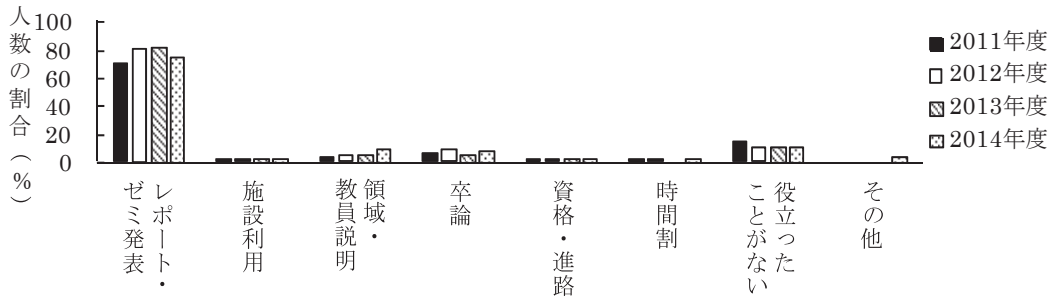 人数の割合（%）
100
80
60
40
20
0
2011年度
2012年度
2013年度
2014年度
レポート・
ゼミ発表
施設利用
領域・
教員説明
卒論
資格・進路
時間割
役立った
ことがない
その他